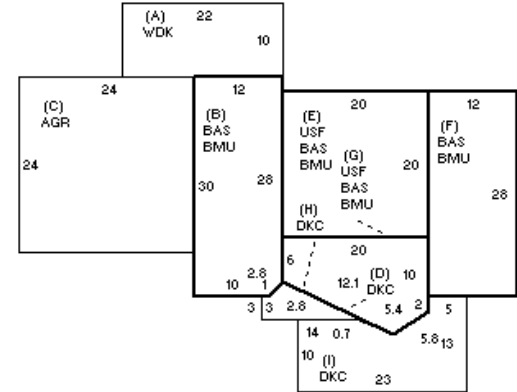 (A) 22
WDK
10
24
(C)
AGR
24
12
(B)
BAS
BMU
30
28
20
(E)
USF
BAS
BMU
(G)
USF
BAS
BMU
20
12
(F)
BAS
BMU
28
(H)
DKC
20
6
(D)
DKC
10
12.1
2.8
10
1
3
3
2.8
5.4
2
5
14
0.7
5.8
13
10
(I)
DKC
23